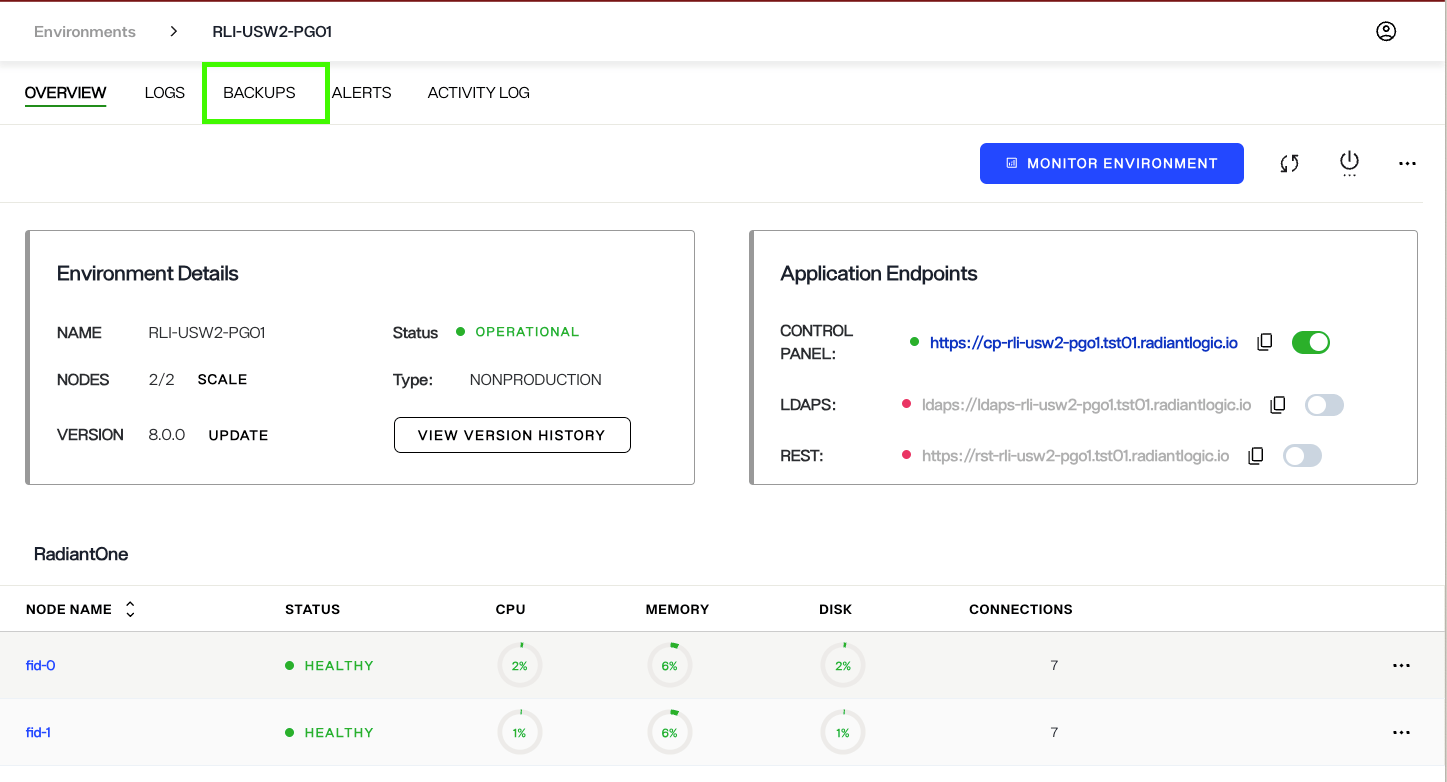 Environments > RLI-USW2-PGO1
OVERVIEW LOGS BACKUPS ALERTS ACTIVITY LOG
MONITOR ENVIRONMENT
Environment Details
NAME RLI-USW2-PGO1 Status OPERATIONAL
NODES 2/2 SCALE Type: NONPRODUCTION
VERSION 8.0.0 UPDATE VIEW VERSION HISTORY
Application Endpoints
CONTROL
PANEL: https://cp-rli-usw2-pgo1.tst01.radiantlogic.io
LDAPS: ldaps://ldaps-rli-usw2-pgo1.tst01.radiantlogic.io
REST: https://rst-rli-usw2-pgo1.tst01.radiantlogic.io
RadiantOne
NODE NAME STATUS CPU MEMORY DISK CONNECTIONS
fid-0 HEALTHY 2% 6% 2% 7
fid-1 HEALTHY 1% 6% 1% 7